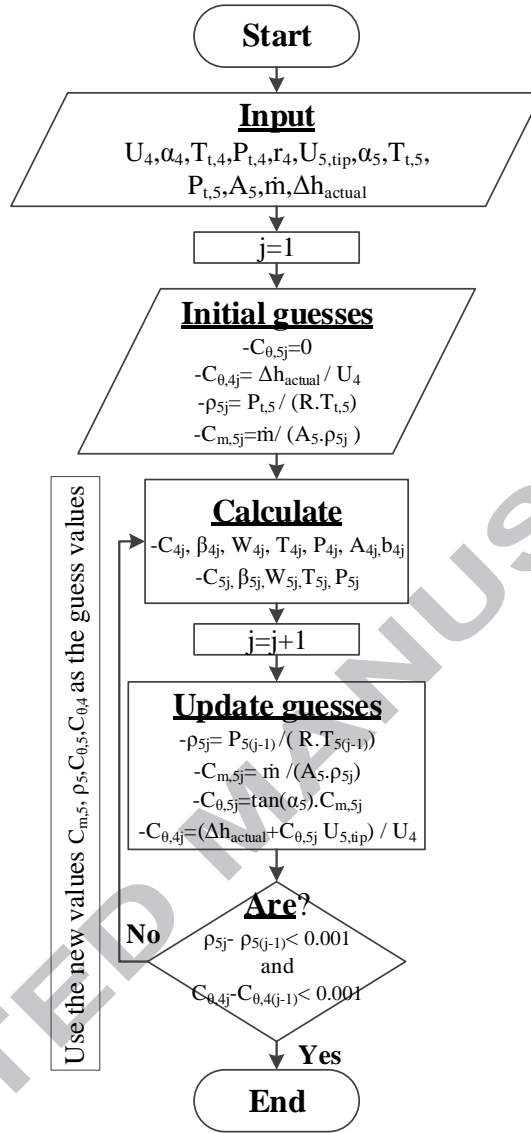 Start
Input
U4,α4,Tt,4,Pt,4,r4,U5,tip,α5,Tt,5,
Pt,5,A5,ṁ,Δhactual
j=1
Initial guesses
-Cθ,5j=0
-Cθ,4j= Δhactual / U4
-ρ5j= Pt,5 / (R.Tt,5)
-Cm,5j=ṁ/ (A5.ρ5j )
Calculate
-C4j, β4j, W4j, T4j, P4j, A4j,b4j
-C5j, β5j,W5j,T5j, P5j
j=j+1
Update guesses
-ρ5j= P5(j-1) /( R.T5(j-1))
-Cm,5j= ṁ /(A5.ρ5j)
-Cθ,5j=tan(α5).Cm,5j
-Cθ,4j=(Δhactual+Cθ,5j U5,tip) / U4
Are?
ρ5j- ρ5(j-1)< 0.001
and
Cθ,4j-Cθ,4(j-1)< 0.001
No
Yes
End
Use the new values Cm,5, ρ5,Cθ,5,Cθ,4 as the guess values
TED MANUS